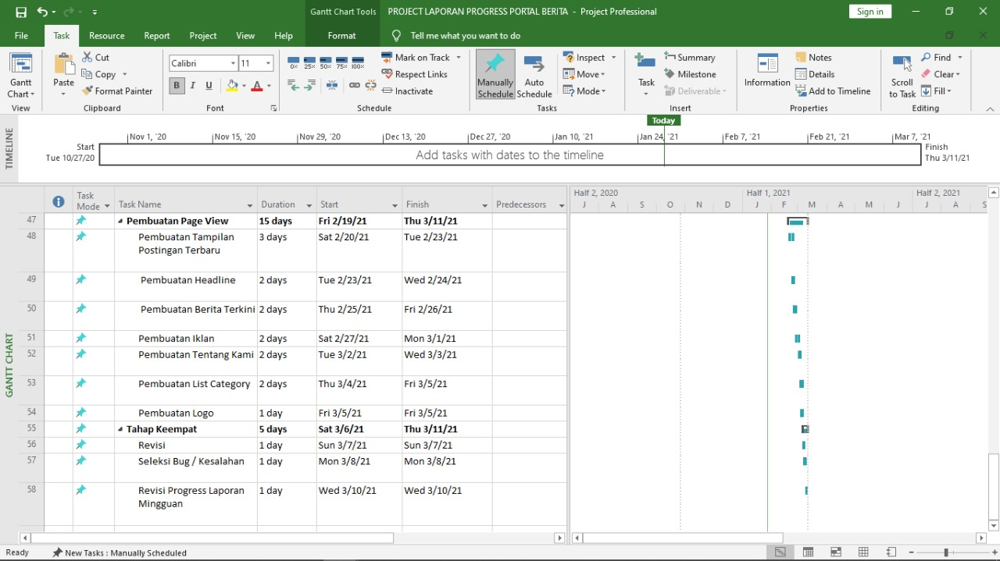 Gantt Chart Tools PROJECT LAPORAN PROGRESS PORTAL BERITA - Project Professional Sign in
File Task Resource Report Project View Help Format Tell me what you want to do
Gantt Chart
View
Paste
Cut
Copy
Format Painter
Clipboard
Calibri 11
B I U A
Font
0% 25% 50% 75% 100%
Mark on Track
Respect Links
Inactivate
Schedule
Manually Schedule
Auto Schedule
Inspect
Move
Mode
Tasks
Task
Summary
Milestone
Deliverable
Insert
Information
Notes
Details
Add to Timeline
Properties
Scroll to Task
Find
Clear
Fill
Editing
TIMELINE
Today
Nov 1, '20 Nov 15, '20 Nov 29, '20 Dec 13, '20 Dec 27, '20 Jan 10, '21 Jan 24, '21 Feb 7, '21 Feb 21, '21 Mar 7, '21
Start
Tue 10/27/20
Add tasks with dates to the timeline
Finish
Thu 3/11/21
GANTT CHART
Task Mode Task Name Duration Start Finish Predecessors
Half 2, 2020 Half 1, 2021 Half 2, 2021
J A S O N D J F M A M J J A S
47 Pembuatan Page View 15 days Fri 2/19/21 Thu 3/11/21
48 Pembuatan Tampilan Postingan Terbaru 3 days Sat 2/20/21 Tue 2/23/21
49 Pembuatan Headline 2 days Tue 2/23/21 Wed 2/24/21
50 Pembuatan Berita Terkini 2 days Thu 2/25/21 Fri 2/26/21
51 Pembuatan Iklan 2 days Sat 2/27/21 Mon 3/1/21
52 Pembuatan Tentang Kami 2 days Tue 3/2/21 Wed 3/3/21
53 Pembuatan List Category 2 days Thu 3/4/21 Fri 3/5/21
54 Pembuatan Logo 1 day Fri 3/5/21 Fri 3/5/21
55 Tahap Keempat 5 days Sat 3/6/21 Thu 3/11/21
56 Revisi 1 day Sun 3/7/21 Sun 3/7/21
57 Seleksi Bug / Kesalahan 1 day Mon 3/8/21 Mon 3/8/21
58 Revisi Progress Laporan Mingguan 1 day Wed 3/10/21 Wed 3/10/21
Ready New Tasks : Manually Scheduled